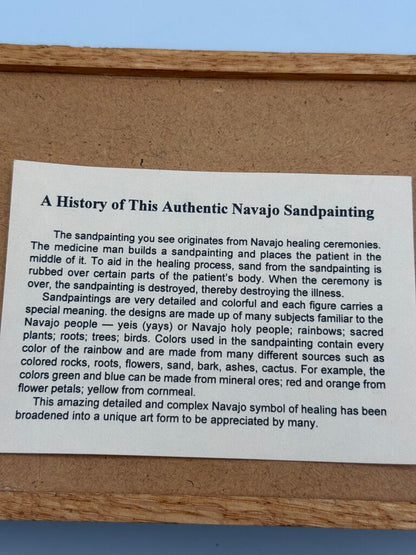 A History of This Authentic Navajo Sandpainting
The sandpainting you see originates from Navajo healing ceremonies.
The medicine man builds a sandpainting and places the patient in the
middle of it. To aid in the healing process, sand from the sandpainting is
rubbed over certain parts of the patient's body. When the ceremony is
over, the sandpainting is destroyed, thereby destroying the illness.
Sandpaintings are very detailed and colorful and each figure carries a
special meaning. the designs are made up of many subjects familiar to the
Navajo people — yeis (yays) or Navajo holy people; rainbows; sacred
plants; roots; trees; birds. Colors used in the sandpainting contain every
color of the rainbow and are made from many different sources such as
colored rocks, roots, flowers, sand, bark, ashes, cactus. For example, the
colors green and blue can be made from mineral ores; red and orange from
flower petals; yellow from cornmeal.
This amazing detailed and complex Navajo symbol of healing has been
broadened into a unique art form to be appreciated by many.